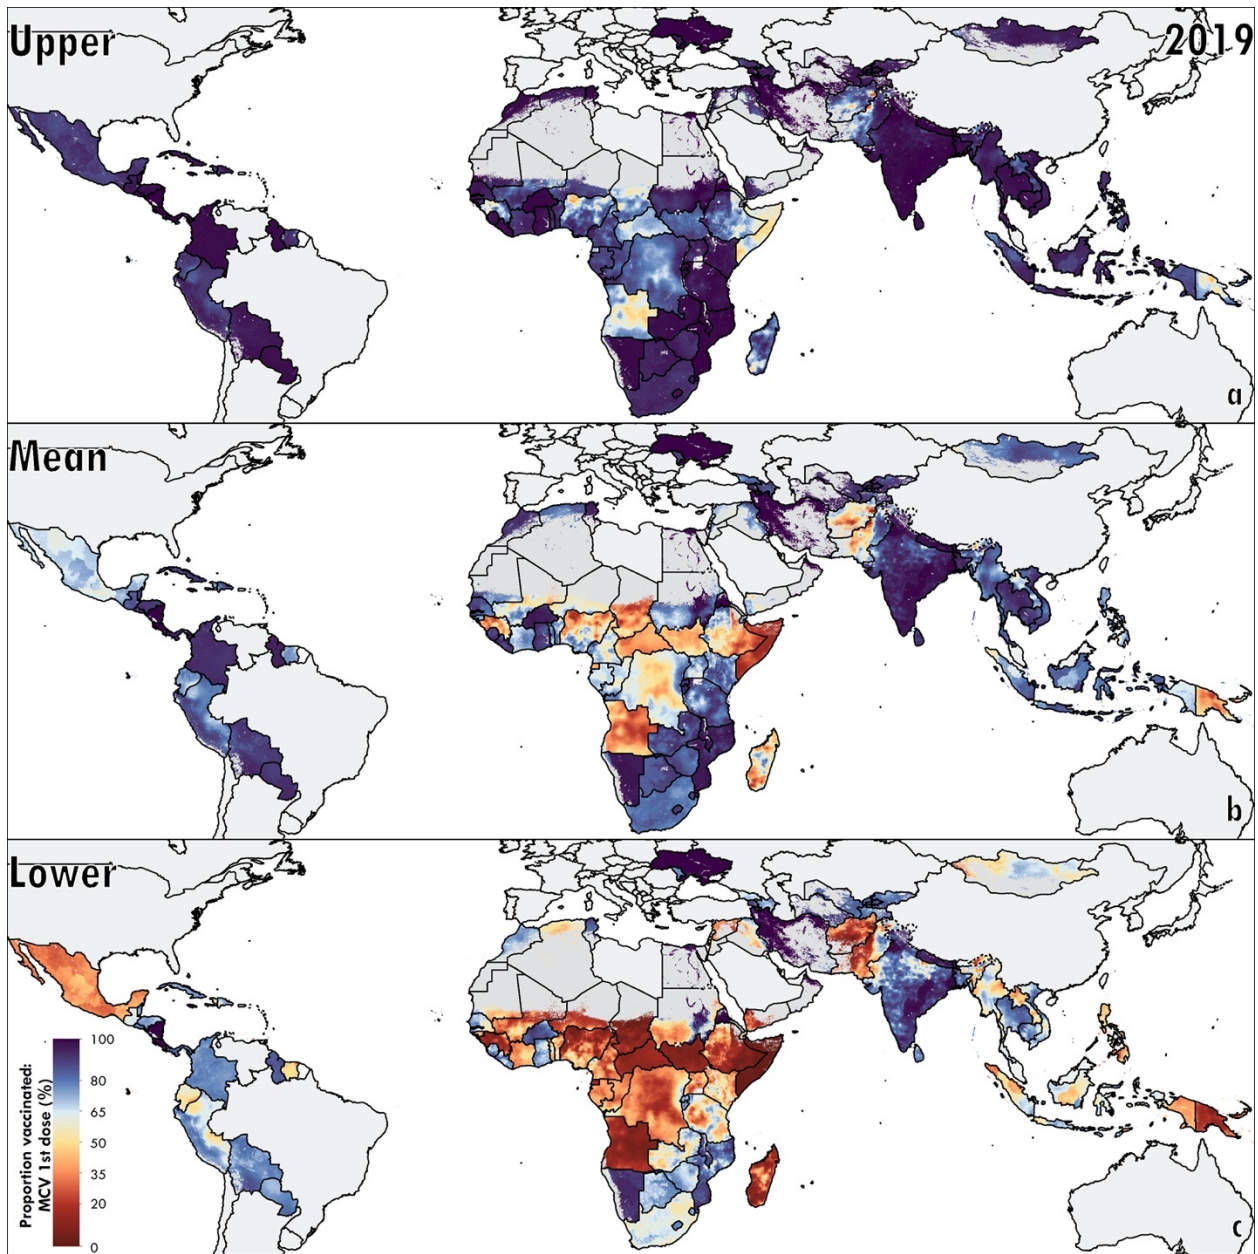 Upper
2019
a
Mean
b
Lower
Proportion vaccinated:
MCV 1st dose (%)
100
80
65
50
35
20
0
c